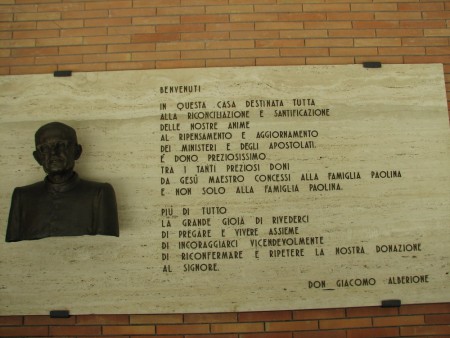 BENVENUTI
IN QUESTA CASA DESTINATA TUTTA
ALLA RICONCILIAZIONE E SANTIFICAZIONE
DELLE NOSTRE ANIME
AL RIPENSAMENTO E AGGIORNAMENTO
DEI MINISTERI E DEGLI APOSTOLATI.
É DONO PREZIOSISSIMO.
TRA I TANTI PREZIOSI DONI
DA GESÙ MAESTRO CONCESSI ALLA FAMIGLIA PAOLINA
E NON SOLO ALLA FAMIGLIA PAOLINA.
PIÙ DI TUTTO
LA GRANDE GIOIA DI RIVEDERCI
DI PREGARE E VIVERE ASSIEME
DI INCORAGGIARCI VICENDEVOLMENTE
DI RICONFERMARE E RIPETERE LA NOSTRA DONAZIONE
AL SIGNORE.
DON GIACOMO ALBERIONE